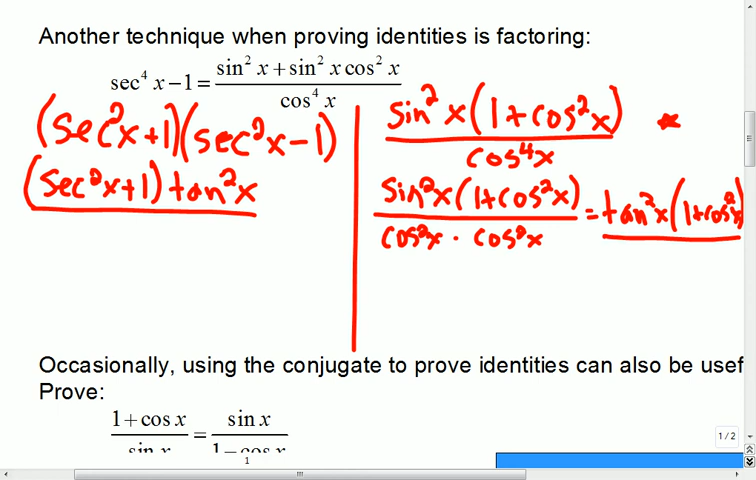 Another technique when proving identities is factoring:
sec⁴ x − 1 = (sin² x + sin² x cos² x) / cos⁴ x
(sec²x+1)(sec²x−1)
(sec²x+1) tan²x
sin²x(1+cos²x) / cos⁴x *
sin²x(1+cos²x) / cos²x · cos²x = tan²x(1+cos²x)
Occasionally, using the conjugate to prove identities can also be usef
Prove:
(1+cos x) / sin x = sin x / (1−cos x)
1
1/2